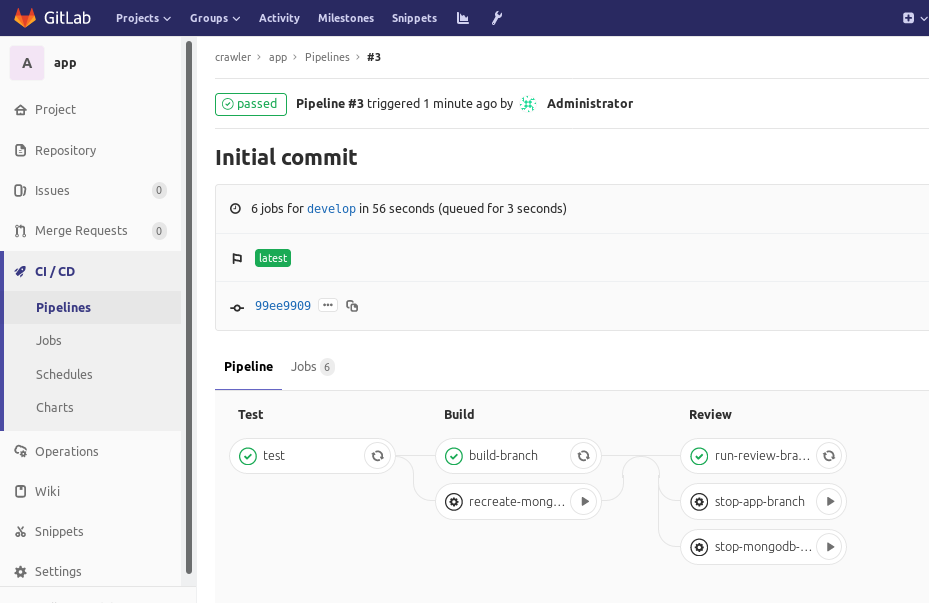 GitLab Projects Groups Activity Milestones Snippets
A app
Project
Repository
Issues 0
Merge Requests 0
CI / CD
Pipelines
Jobs
Schedules
Charts
Operations
Wiki
Snippets
Settings
crawler › app › Pipelines › #3
passed Pipeline #3 triggered 1 minute ago by Administrator
Initial commit
6 jobs for develop in 56 seconds (queued for 3 seconds)
latest
99ee9909 ...
Pipeline Jobs 6
Test Build Review
test build-branch run-review-bra...
recreate-mong... stop-app-branch
stop-mongodb-...